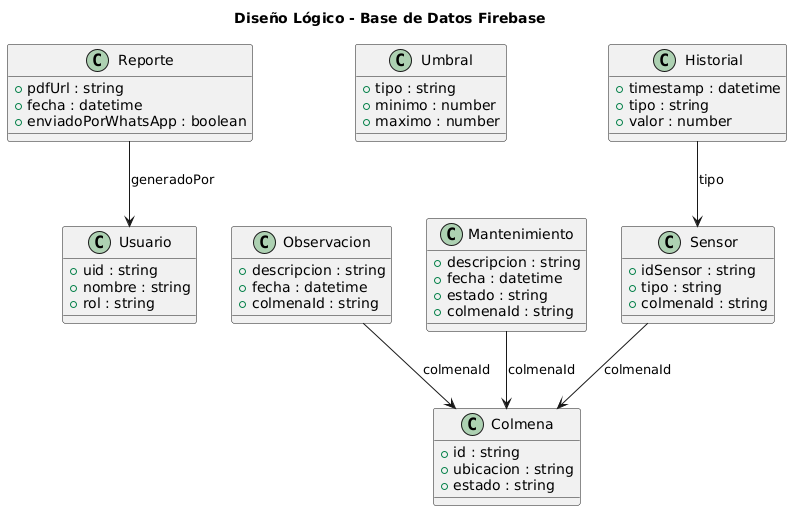 Diseño Lógico - Base de Datos Firebase
C Reporte
pdfUrl : string
fecha : datetime
enviadoPorWhatsApp : boolean
C Umbral
tipo : string
minimo : number
maximo : number
C Historial
timestamp : datetime
tipo : string
valor : number
generadoPor
tipo
C Usuario
uid : string
nombre : string
rol : string
C Observacion
descripcion : string
fecha : datetime
colmenaId : string
C Mantenimiento
descripcion : string
fecha : datetime
estado : string
colmenaId : string
C Sensor
idSensor : string
tipo : string
colmenaId : string
colmenaId
colmenaId
colmenaId
C Colmena
id : string
ubicacion : string
estado : string